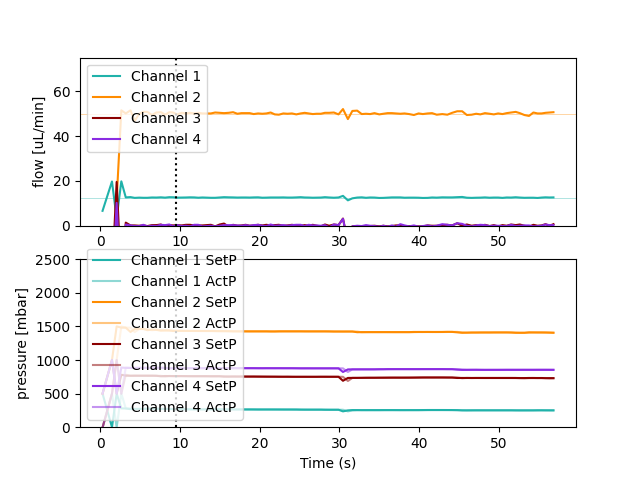 60
40
20
0
flow [uL/min]
Channel 1
Channel 2
Channel 3
Channel 4
0 10 20 30 40 50
2500
2000
1500
1000
500
0
pressure [mbar]
Channel 1 SetP
Channel 1 ActP
Channel 2 SetP
Channel 2 ActP
Channel 3 SetP
Channel 3 ActP
Channel 4 SetP
Channel 4 ActP
0 10 20 30 40 50
Time (s)